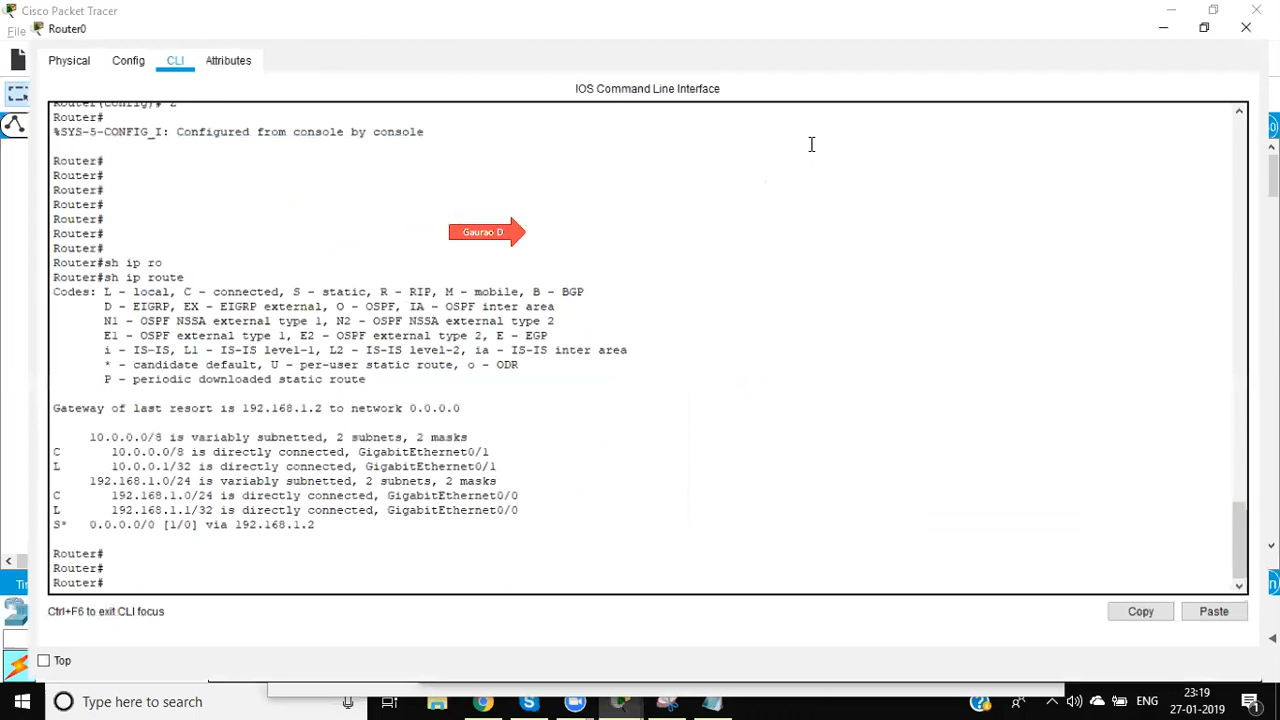 Cisco Packet Tracer
File
Router0
Physical Config CLI Attributes
IOS Command Line Interface
Router(config)#^Z
Router#
%SYS-5-CONFIG_I: Configured from console by console
Router#
Router#
Router#
Router#
Router#
Router#
Router#
Gaurao D
Router#sh ip ro
Router#sh ip route
Codes: L - local, C - connected, S - static, R - RIP, M - mobile, B - BGP
D - EIGRP, EX - EIGRP external, O - OSPF, IA - OSPF inter area
N1 - OSPF NSSA external type 1, N2 - OSPF NSSA external type 2
E1 - OSPF external type 1, E2 - OSPF external type 2, E - EGP
i - IS-IS, L1 - IS-IS level-1, L2 - IS-IS level-2, ia - IS-IS inter area
* - candidate default, U - per-user static route, o - ODR
P - periodic downloaded static route
Gateway of last resort is 192.168.1.2 to network 0.0.0.0
10.0.0.0/8 is variably subnetted, 2 subnets, 2 masks
C 10.0.0.0/8 is directly connected, GigabitEthernet0/1
L 10.0.0.1/32 is directly connected, GigabitEthernet0/1
192.168.1.0/24 is variably subnetted, 2 subnets, 2 masks
C 192.168.1.0/24 is directly connected, GigabitEthernet0/0
L 192.168.1.1/32 is directly connected, GigabitEthernet0/0
S* 0.0.0.0/0 [1/0] via 192.168.1.2
Router#
Router#
Router#
Ctrl+F6 to exit CLI focus
Copy Paste
Top
Type here to search
ENG
23:19
27-01-2019